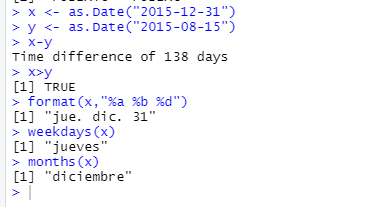 > x <- as.Date("2015-12-31")
> y <- as.Date("2015-08-15")
> x-y
Time difference of 138 days
> x>y
[1] TRUE
> format(x,"%a %b %d")
[1] "jue. dic. 31"
> weekdays(x)
[1] "jueves"
> months(x)
[1] "diciembre"
>